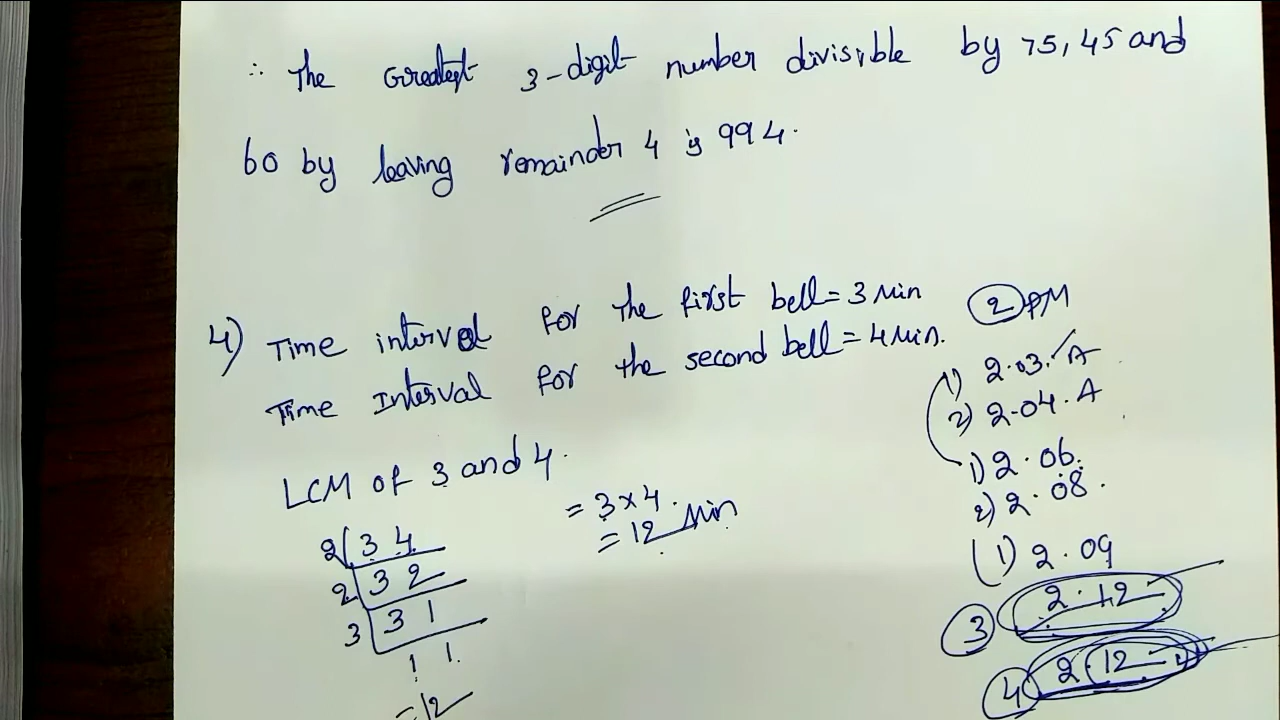 ∴ The Greatest 3-digit number divisible by 75, 45 and
60 by leaving remainder 4 is 994.
4) Time interval for the first bell = 3 Min
Time Interval for the second bell = 4 Min.
LCM of 3 and 4.
2 3 4
2 3 2
3 3 1
1 1
= 12
= 3 × 4.
= 12 Min
2 PM
1) 2.03. A
2) 2.04. A
1) 2.06.
2) 2.08.
(1) 2.09
3 2.12
4 2.12